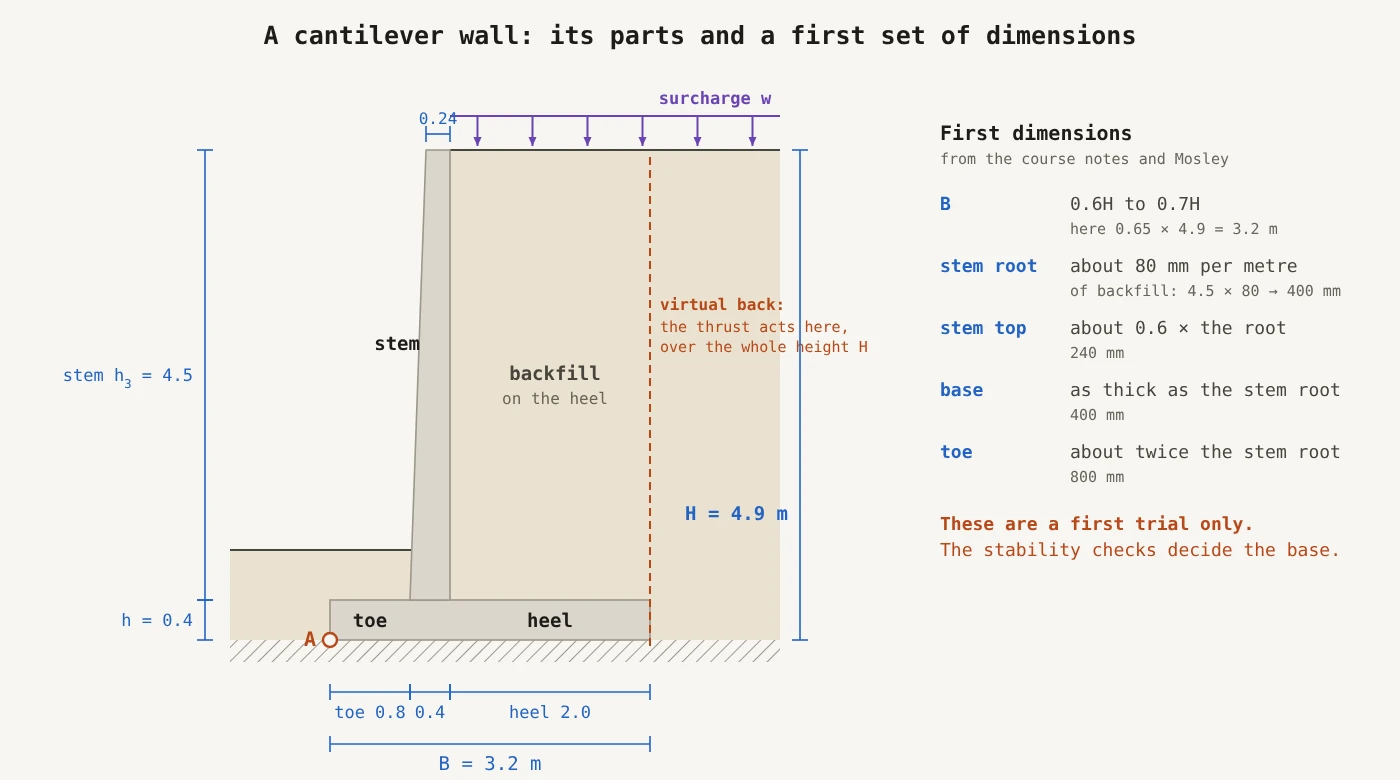 A cantilever wall: its parts and a first set of dimensions
surcharge w
0.24
stem
stem h3 = 4.5
h = 0.4
virtual back:
the thrust acts here,
over the whole height H
backfill
on the heel
H = 4.9 m
toe
heel
A
toe 0.8
0.4
heel 2.0
B = 3.2 m
First dimensions
from the course notes and Mosley
B
0.6H to 0.7H
here 0.65 × 4.9 = 3.2 m
stem root
about 80 mm per metre
of backfill: 4.5 × 80 → 400 mm
stem top
about 0.6 × the root
240 mm
base
as thick as the stem root
400 mm
toe
about twice the stem root
800 mm
These are a first trial only.
The stability checks decide the base.